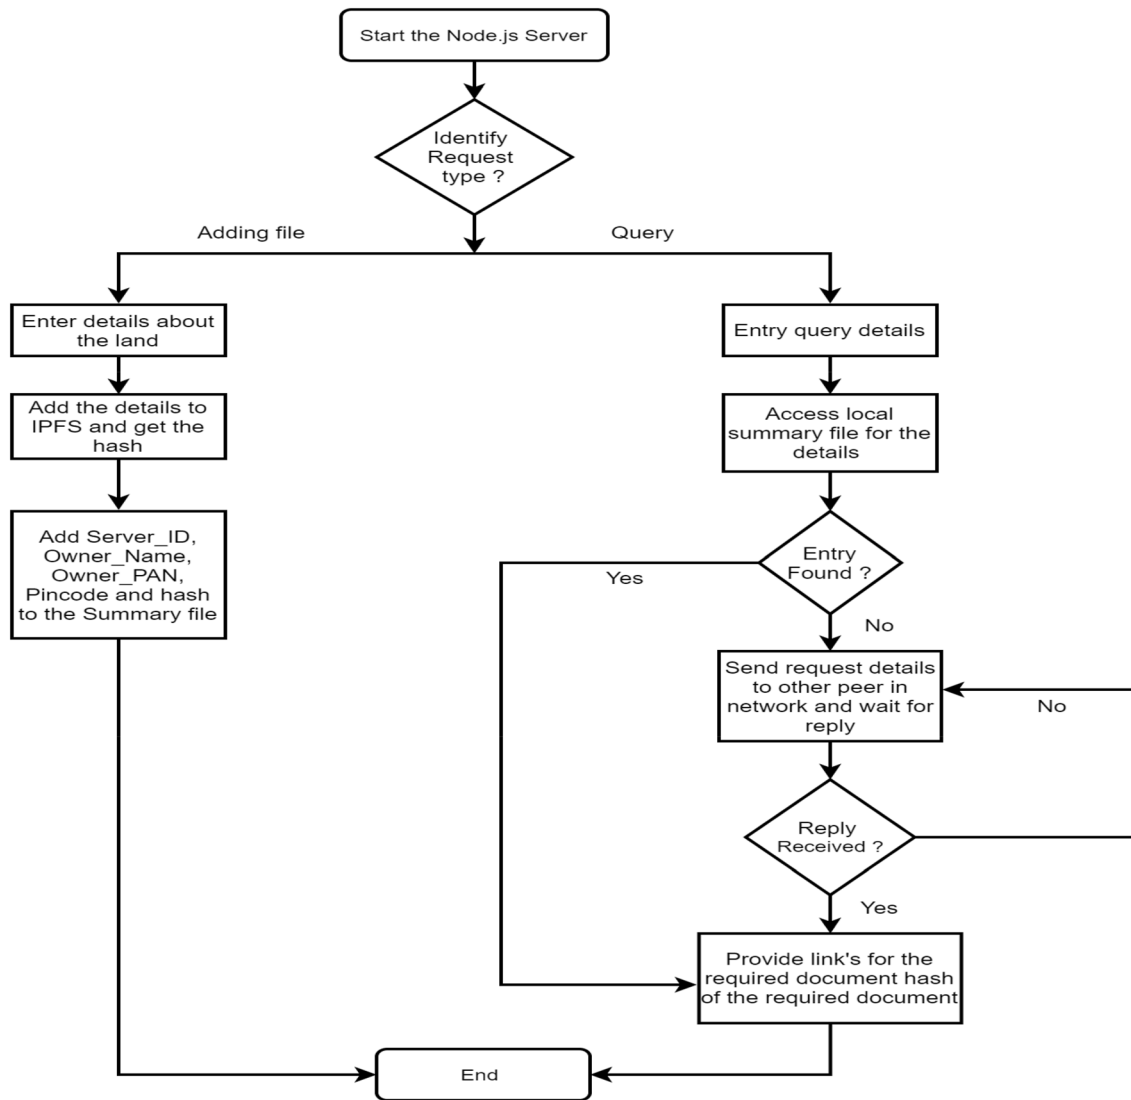 Start the Node.js Server
Identify
Request
type ?
Adding file
Query
Enter details about
the land
Add the details to
IPFS and get the
hash
Add Server_ID,
Owner_Name,
Owner_PAN,
Pincode and hash
to the Summary file
Entry query details
Access local
summary file for the
details
Entry
Found ?
Yes
No
Send request details
to other peer in
network and wait for
reply
No
Reply
Received ?
Yes
Provide link's for the
required document hash
of the required document
End